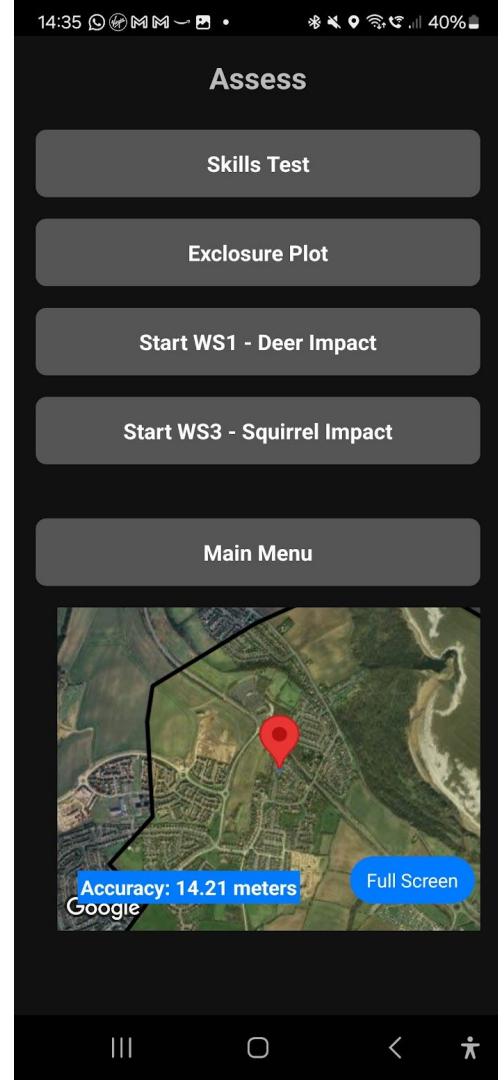 14:35
40%
Assess
Skills Test
Exclosure Plot
Start WS1 - Deer Impact
Start WS3 - Squirrel Impact
Main Menu
Accuracy: 14.21 meters
Full Screen
Google